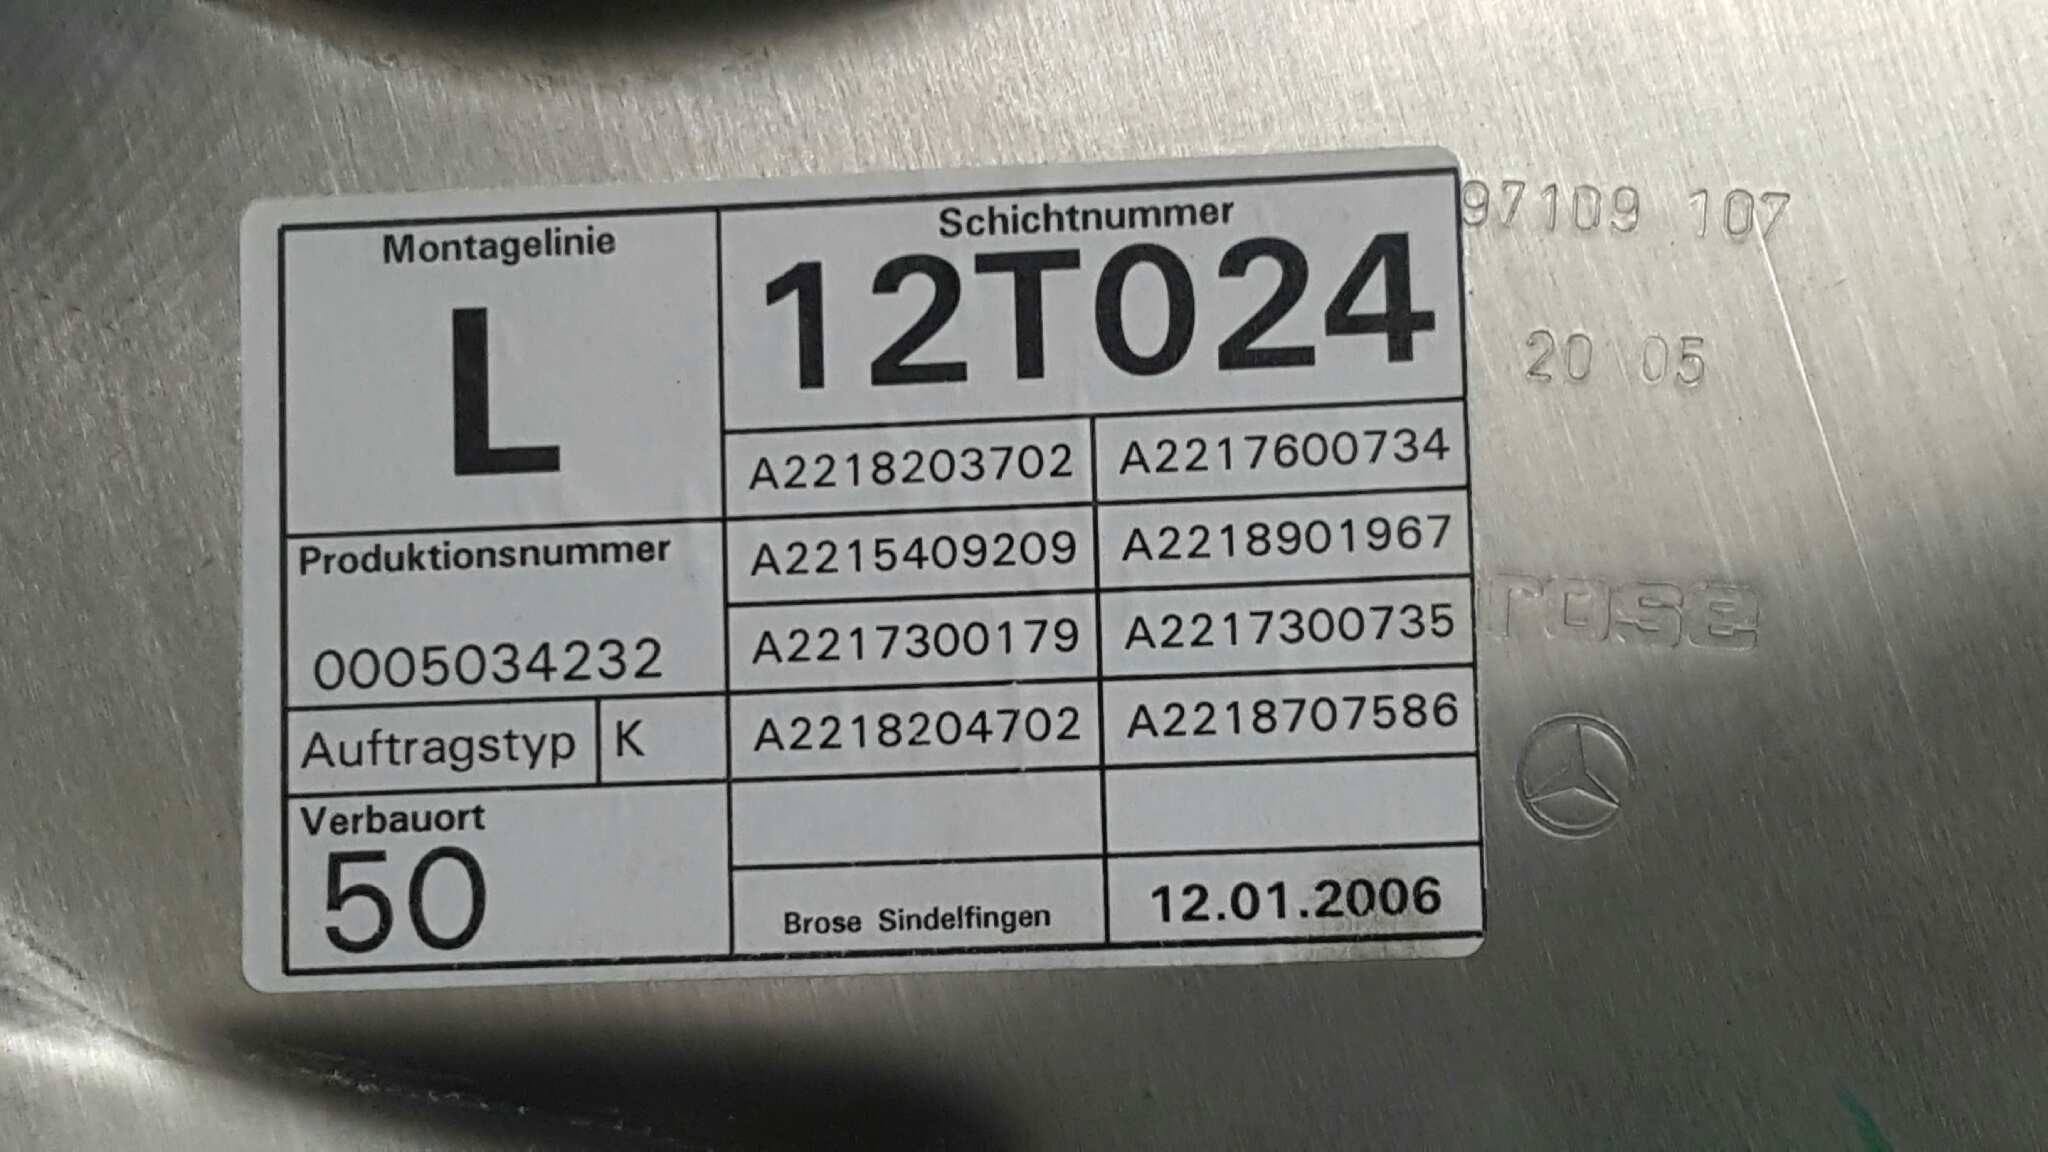 Montagelinie
L
Schichtnummer
12T024
Produktionsnummer
0005034232
Auftragstyp K
Verbauort
50
A2218203702 A2217600734
A2215409209 A2218901967
A2217300179 A2217300735
A2218204702 A2218707586
Brose Sindelfingen 12.01.2006
97109 107
20 05
rose